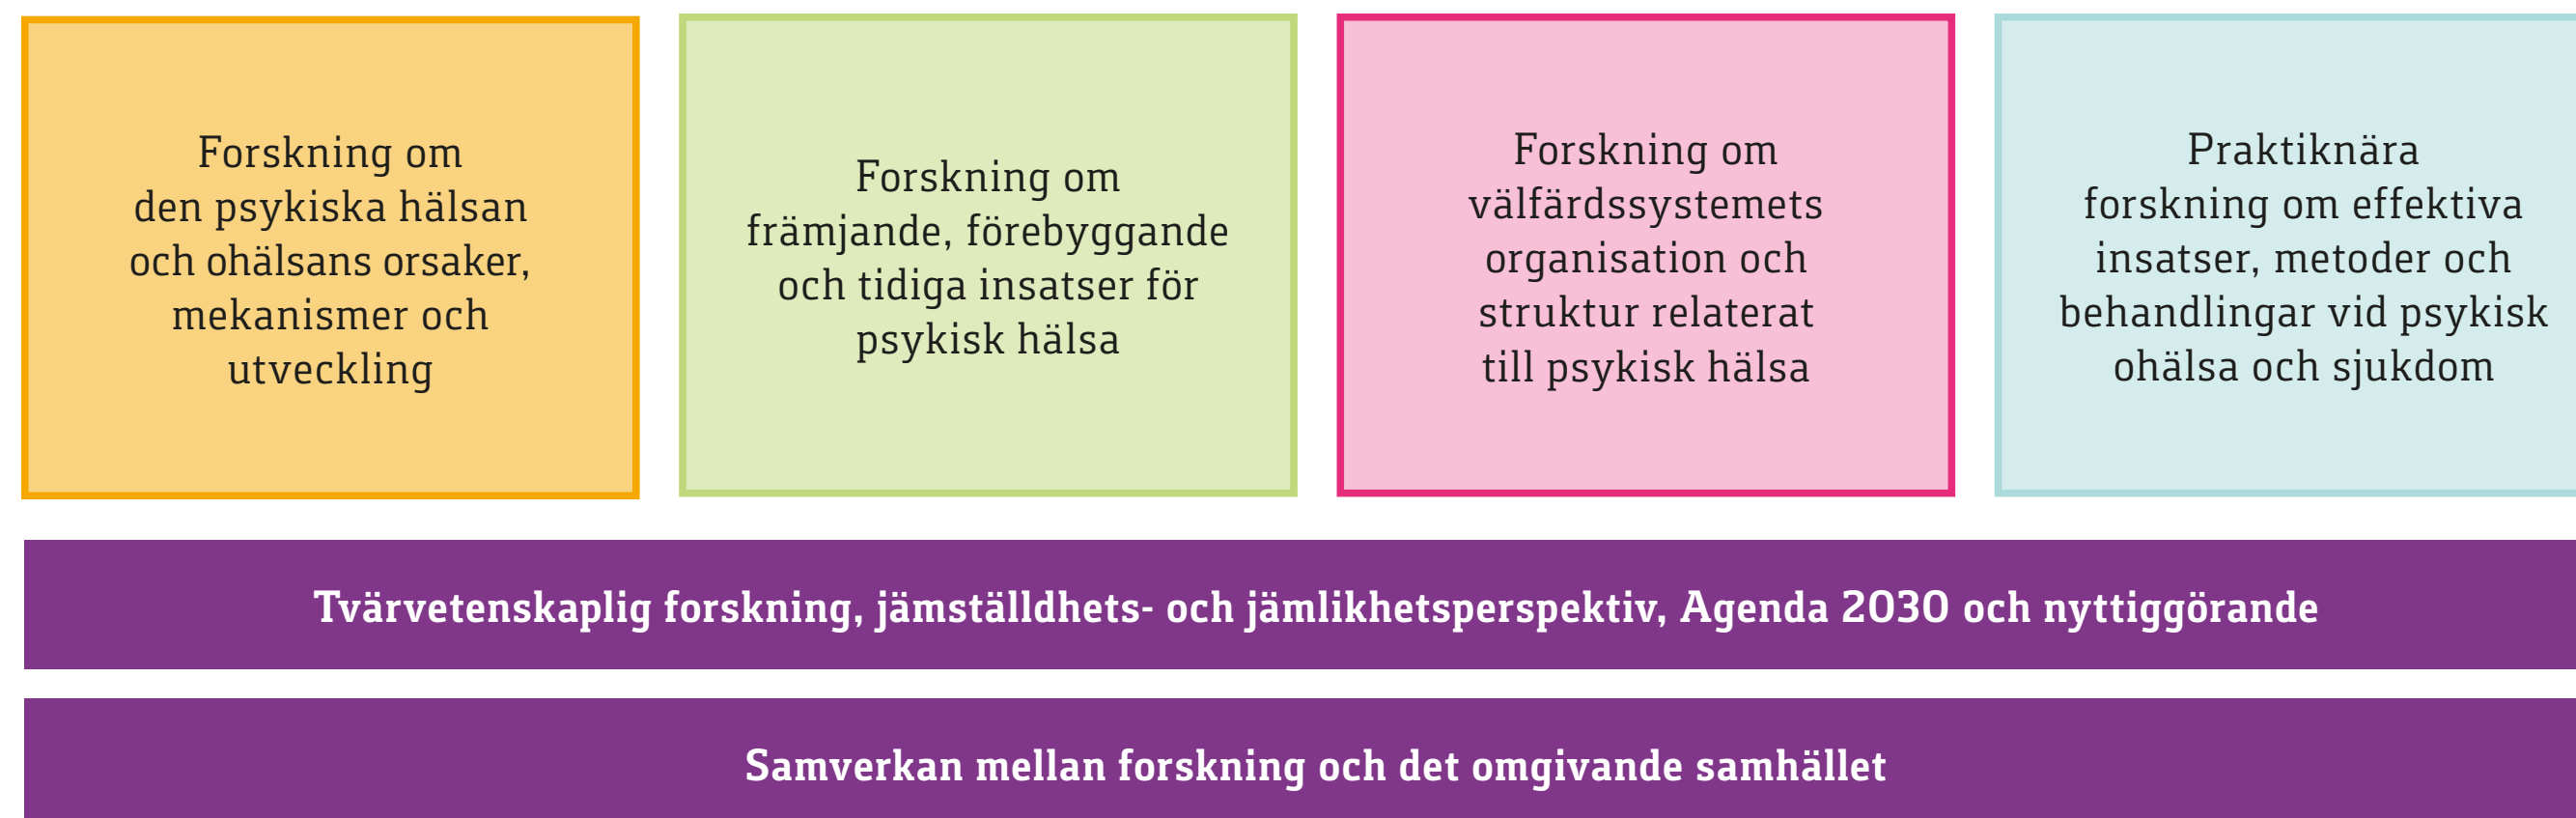 Forskning om
den psykiska hälsan
och ohälsans orsaker,
mekanismer och
utveckling
Forskning om
främjande, förebyggande
och tidiga insatser för
psykisk hälsa
Forskning om
välfärdssystemets
organisation och
struktur relaterat
till psykisk hälsa
Praktiknära
forskning om effektiva
insatser, metoder och
behandlingar vid psykisk
ohälsa och sjukdom
Tvärvetenskaplig forskning, jämställdhets- och jämlikhetsperspektiv, Agenda 2030 och nyttiggörande
Samverkan mellan forskning och det omgivande samhället